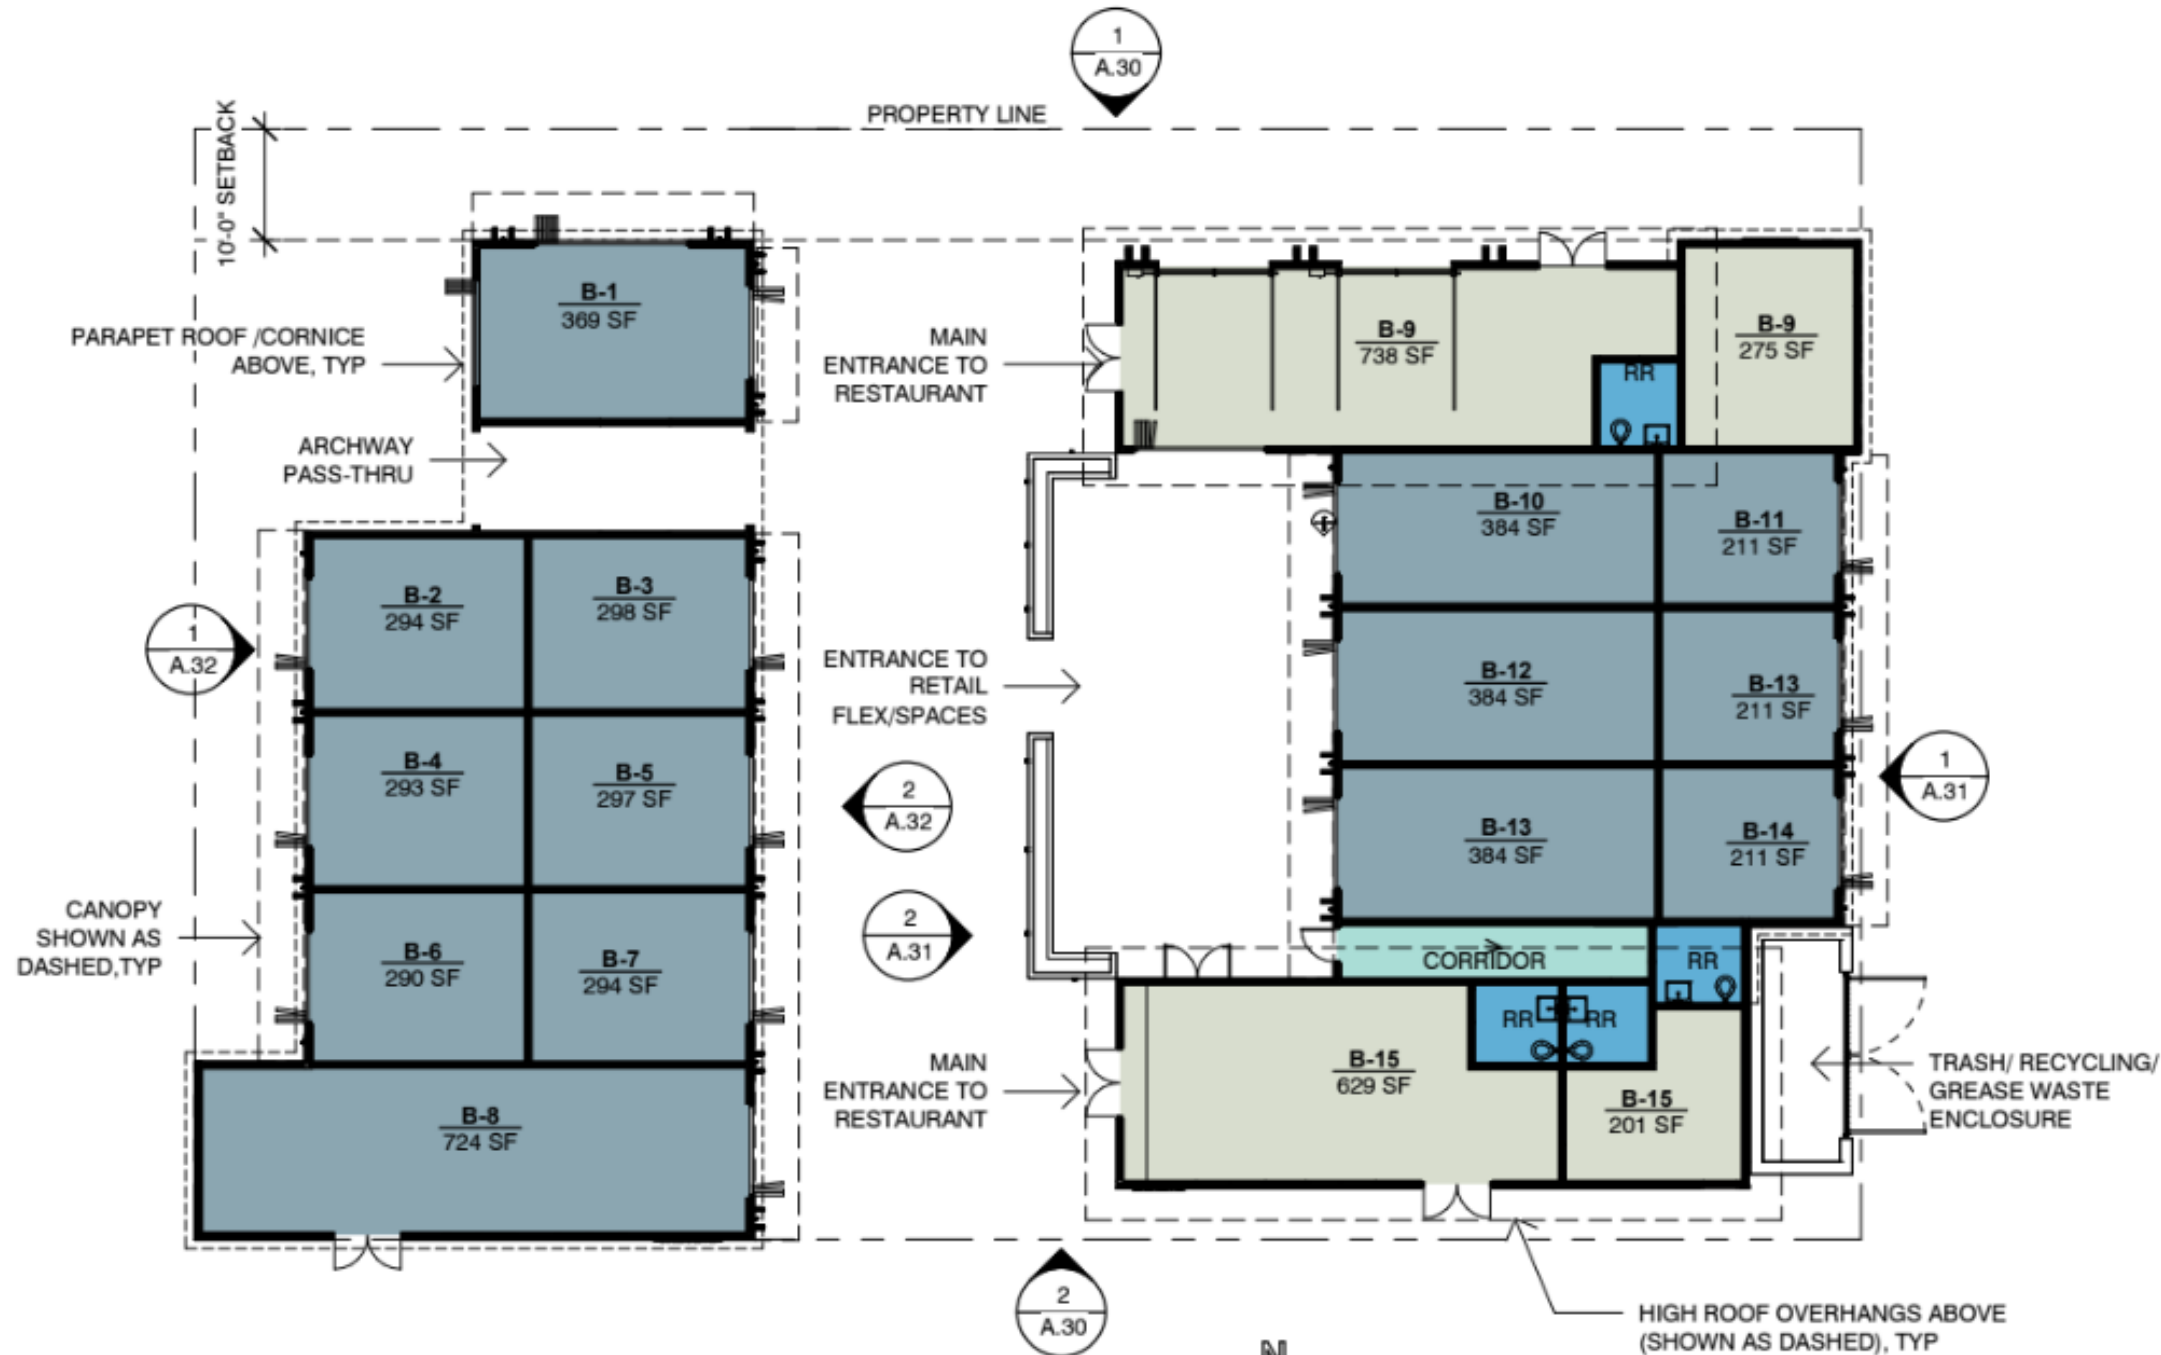 1
A.30
PROPERTY LINE
10'-0" SETBACK
B-1
369 SF
PARAPET ROOF /CORNICE
ABOVE, TYP
MAIN
ENTRANCE TO
RESTAURANT
B-9
738 SF
B-9
275 SF
RR
ARCHWAY
PASS-THRU
B-10
384 SF
B-11
211 SF
B-2
294 SF
B-3
298 SF
1
A.32
ENTRANCE TO
RETAIL
FLEX/SPACES
B-12
384 SF
B-13
211 SF
B-4
293 SF
B-5
297 SF
2
A.32
1
A.31
B-13
384 SF
B-14
211 SF
CANOPY
SHOWN AS
DASHED,TYP
B-6
290 SF
B-7
294 SF
2
A.31
CORRIDOR
RR
RR
RR
MAIN
ENTRANCE TO
RESTAURANT
B-15
629 SF
B-15
201 SF
TRASH/ RECYCLING/
GREASE WASTE
ENCLOSURE
B-8
724 SF
2
A.30
HIGH ROOF OVERHANGS ABOVE
(SHOWN AS DASHED), TYP
N